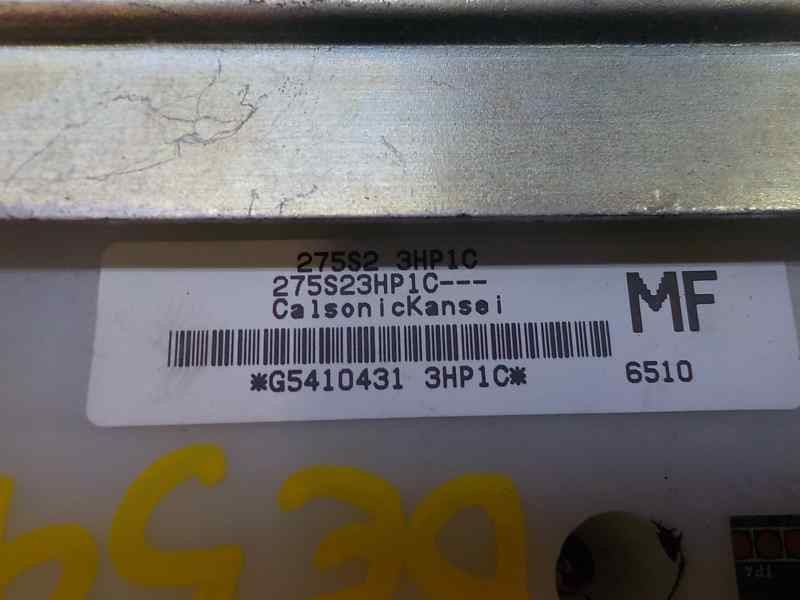 275S2 3HP1C
275S23HP1C---
CalsonicKansei
MF
*G5410431 3HP1C*
6510